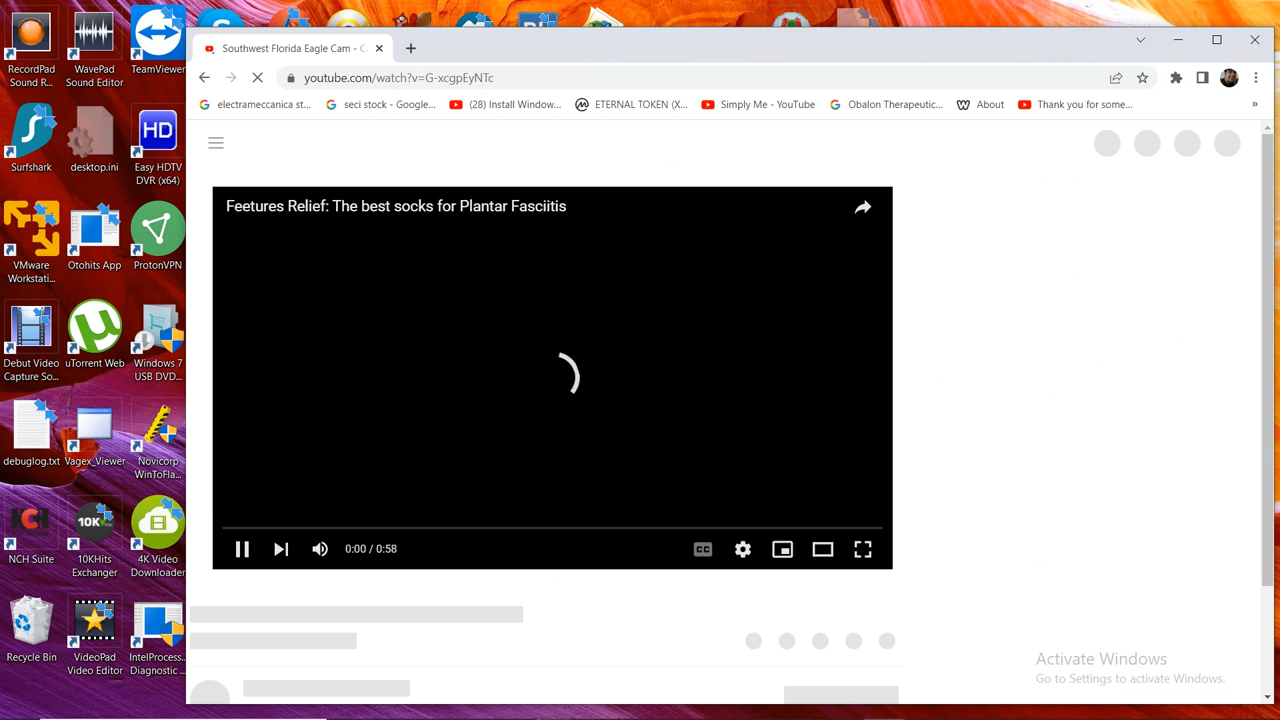 RecordPad
Sound R...
WavePad
Sound Editor
TeamViewer
Surfshark
desktop.ini
HD
Easy HDTV
DVR (x64)
VMware
Workstati...
Otohits App
ProtonVPN
Debut Video
Capture So...
uTorrent Web
Windows 7
USB DVD...
debuglog.txt
Vagex_Viewer
Novicorp
WinToFla...
NCH
NCH Suite
10K
10KHits
Exchanger
4K Video
Downloader
Recycle Bin
VideoPad
Video Editor
IntelProcess...
Diagnostic ...
Southwest Florida Eagle Cam - C
youtube.com/watch?v=G-xcgpEyNTc
electrameccanica st...
seci stock - Google...
(28) Install Window...
ETERNAL TOKEN (X...
Simply Me - YouTube
Obalon Therapeutic...
About
Thank you for some...
»
Feetures Relief: The best socks for Plantar Fasciitis
0:00 / 0:58
CC
Activate Windows
Go to Settings to activate Windows.